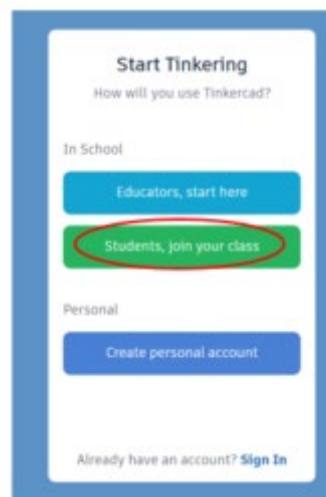 Start Tinkering
How will you use Tinkercad?
In School
Educators, start here
Students, join your class
Personal
Create personal account
Already have an account? Sign In